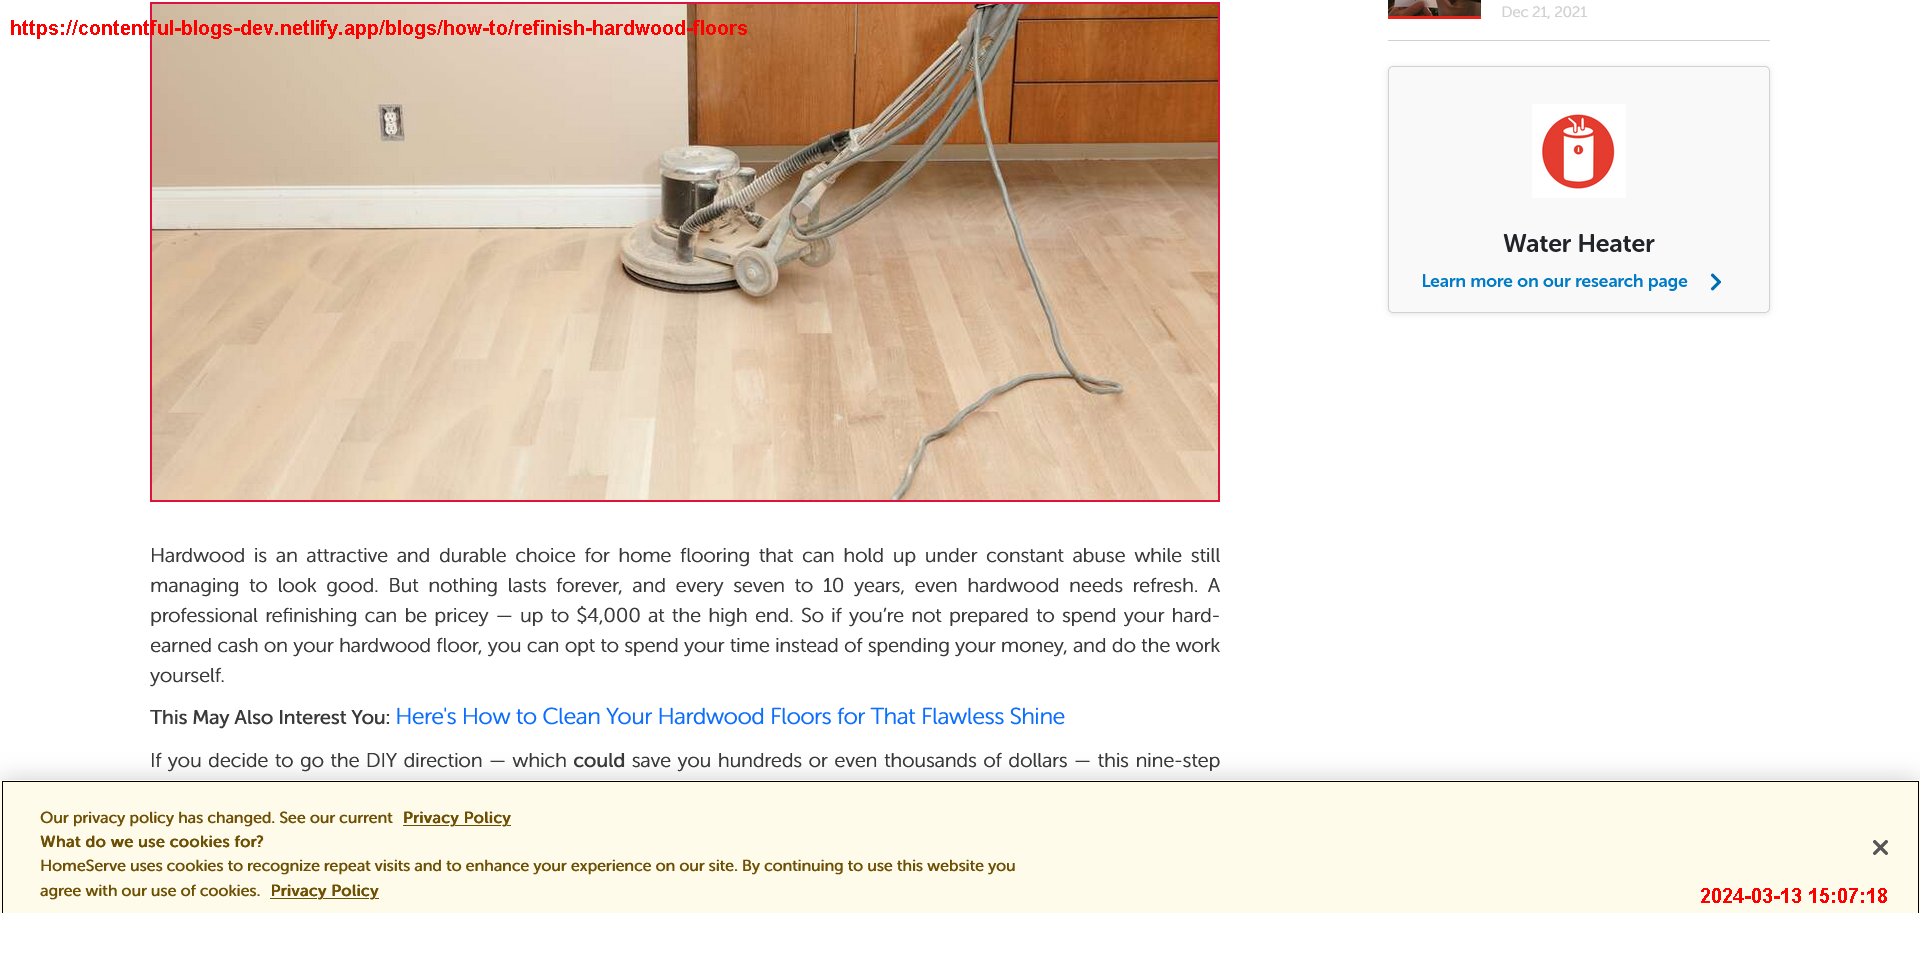 https://contentful-blogs-dev.netlify.app/blogs/how-to/refinish-hardwood-floors
Dec 21, 2021
Water Heater
Learn more on our research page
Hardwood is an attractive and durable choice for home flooring that can hold up under constant abuse while still
managing to look good. But nothing lasts forever, and every seven to 10 years, even hardwood needs refresh. A
professional refinishing can be pricey — up to $4,000 at the high end. So if you’re not prepared to spend your hard-
earned cash on your hardwood floor, you can opt to spend your time instead of spending your money, and do the work
yourself.
This May Also Interest You: Here's How to Clean Your Hardwood Floors for That Flawless Shine
If you decide to go the DIY direction — which could save you hundreds or even thousands of dollars — this nine-step
Our privacy policy has changed. See our current Privacy Policy
What do we use cookies for?
HomeServe uses cookies to recognize repeat visits and to enhance your experience on our site. By continuing to use this website you
agree with our use of cookies. Privacy Policy
2024-03-13 15:07:18